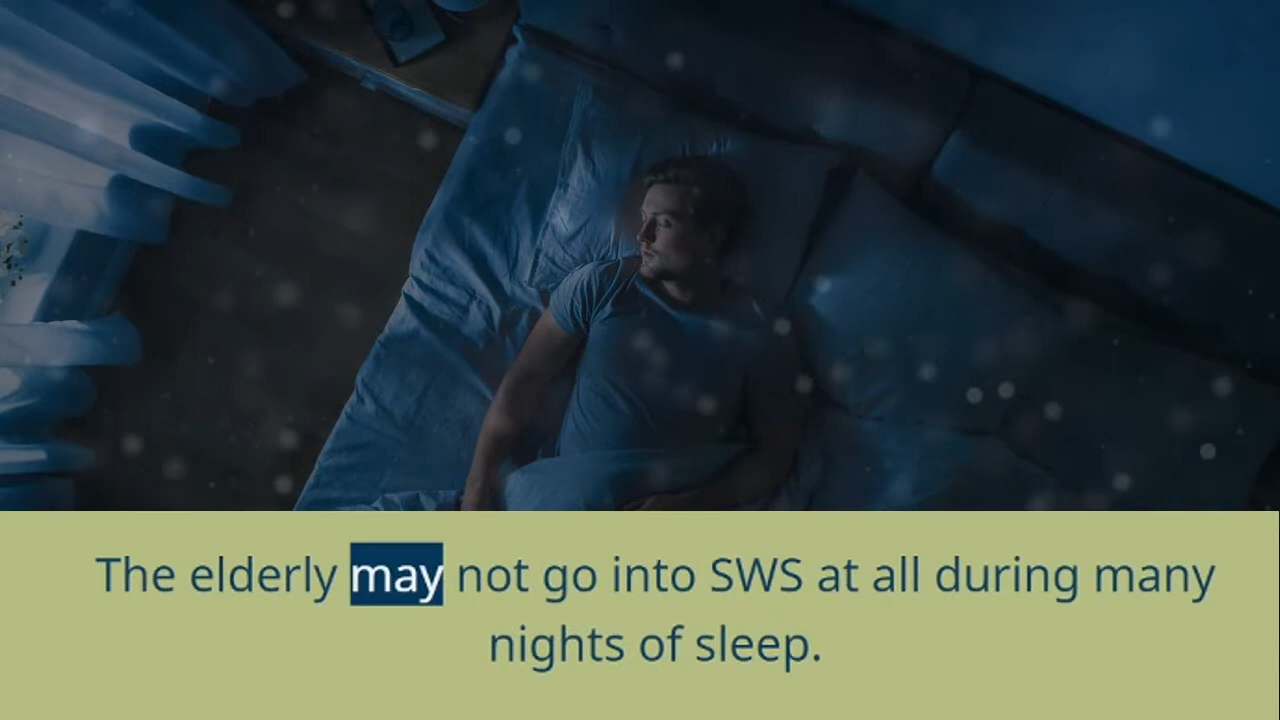 The elderly may not go into SWS at all during many
nights of sleep.